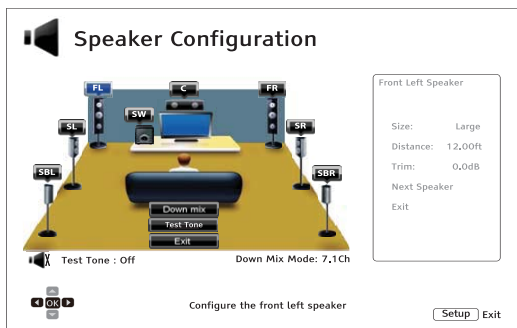 Speaker Configuration
FL
C
FR
SW
SL
SR
SBL
SBR
Down mix
Test Tone
Exit
Test Tone : Off
Down Mix Mode: 7.1Ch
Front Left Speaker
Size: Large
Distance: 12.00ft
Trim: 0.0dB
Next Speaker
Exit
OK
Configure the front left speaker
Setup Exit